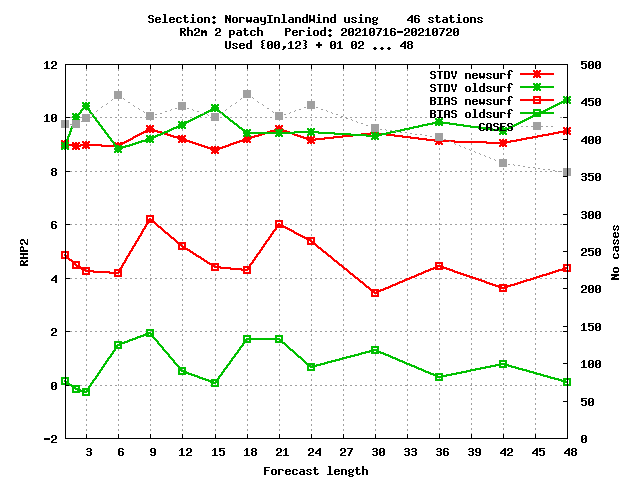 Selection: NorwayInlandWind using 46 stations
Rh2m 2 patch Period: 20210716-20210720
Used {00,12} + 01 02 ... 48
12
10
8
6
4
2
0
-2
RHP2
500
450
400
350
300
250
200
150
100
50
0
No cases
STDV newsurf
STDV oldsurf
BIAS newsurf
BIAS oldsurf
CASES
3 6 9 12 15 18 21 24 27 30 33 36 39 42 45 48
Forecast length